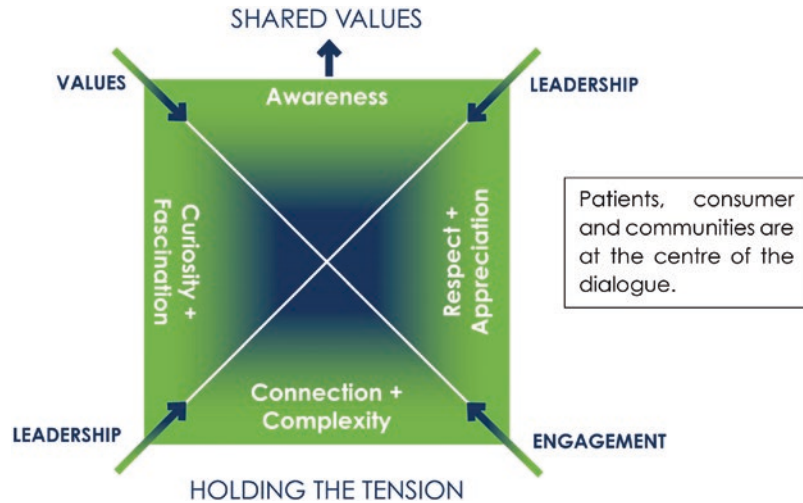 SHARED VALUES
VALUES
LEADERSHIP
Awareness
Curiosity +
Fascination
Respect +
Appreciation
Patients, consumer
and communities are
at the centre of the
dialogue.
Connection +
Complexity
LEADERSHIP
ENGAGEMENT
HOLDING THE TENSION